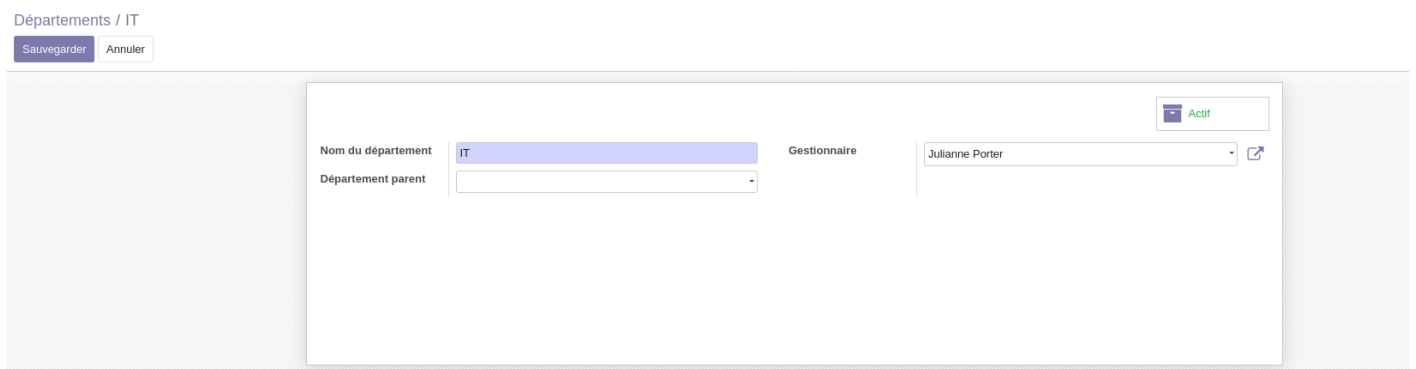 Départements / IT
Sauvegarder Annuler
Actif
Nom du département IT Gestionnaire Julianne Porter
Département parent